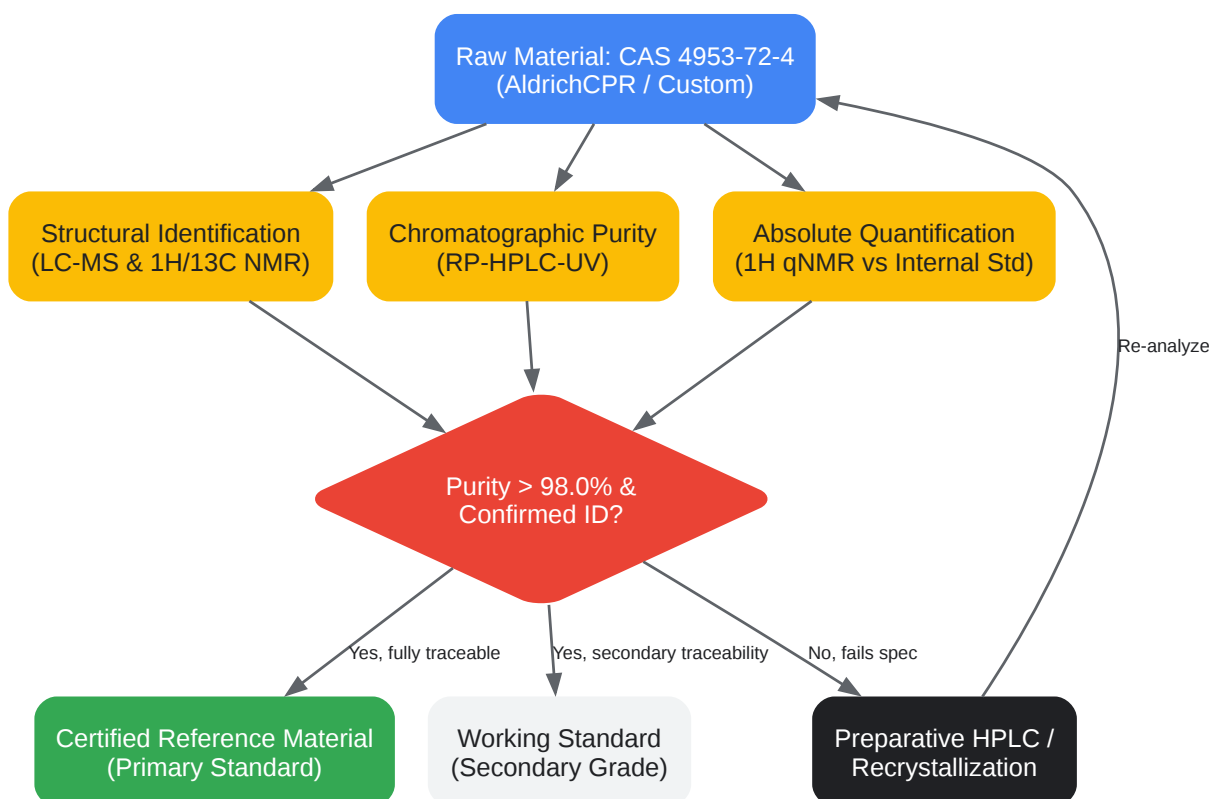 Raw Material: CAS 4953-72-4
(AldrichCPR / Custom)
Structural Identification
(LC-MS & 1H/13C NMR)
Chromatographic Purity
(RP-HPLC-UV)
Absolute Quantification
(1H qNMR vs Internal Std)
Re-analyze
Purity > 98.0% &
Confirmed ID?
Yes, fully traceable
Yes, secondary traceability
No, fails spec
Certified Reference Material
(Primary Standard)
Working Standard
(Secondary Grade)
Preparative HPLC /
Recrystallization